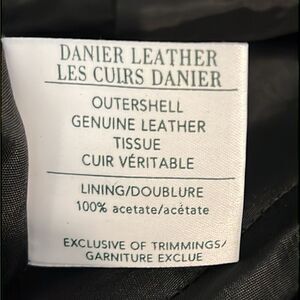 DANIER LEATHER
LES CUIRS DANIER
OUTERSHELL
GENUINE LEATHER
TISSUE
CUIR VÉRITABLE
LINING/DOUBLURE
100% acetate/acétate
EXCLUSIVE OF TRIMMINGS/
GARNITURE EXCLUE